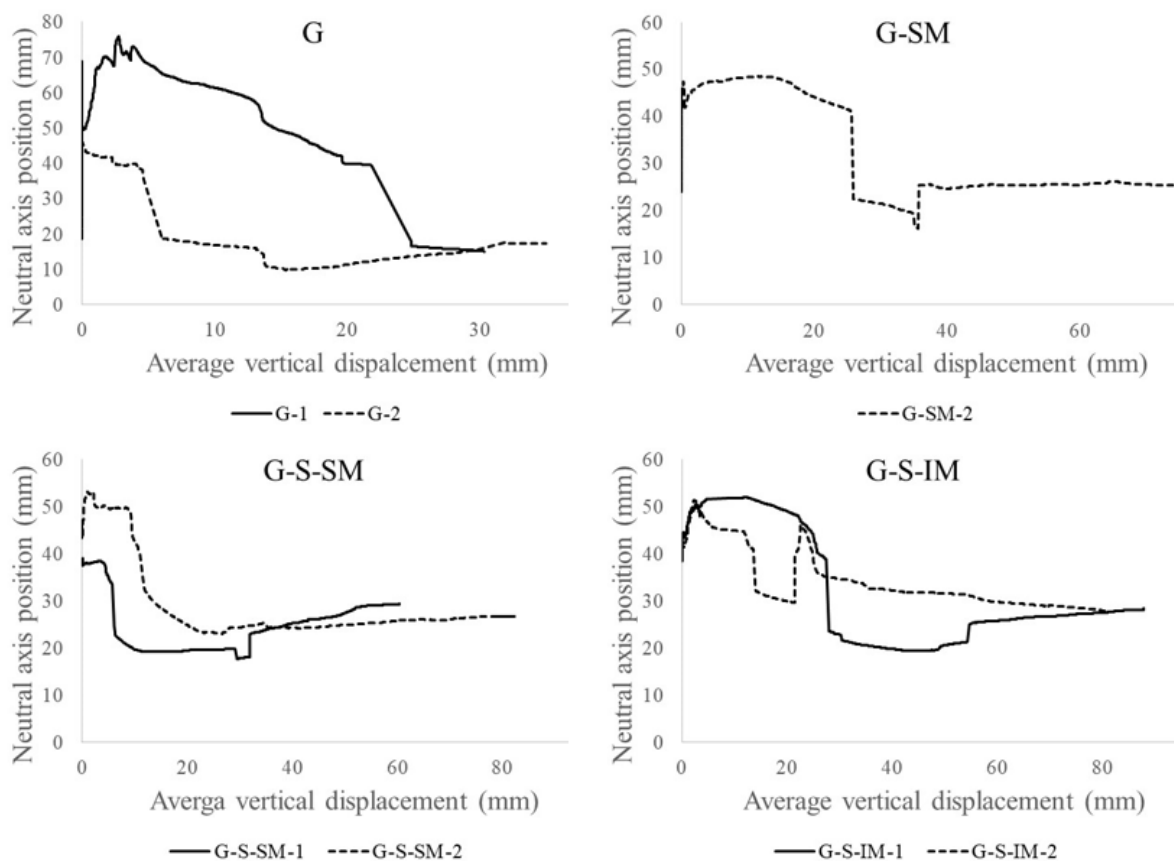 G
Neutral axis position (mm)
80
70
60
50
40
30
20
10
0
0 10 20 30
Average vertical dispalcement (mm)
G-1 G-2
G-SM
Neutral axis position (mm)
60
50
40
30
20
10
0
0 20 40 60
Average vertical displacement (mm)
G-SM-2
G-S-SM
Neutral axis position (mm)
60
50
40
30
20
10
0
0 20 40 60 80
Averga vertical displacement (mm)
G-S-SM-1 G-S-SM-2
G-S-IM
Neutral axis position (mm)
60
50
40
30
20
10
0
0 20 40 60 80
Average vertical displacement (mm)
G-S-IM-1 G-S-IM-2